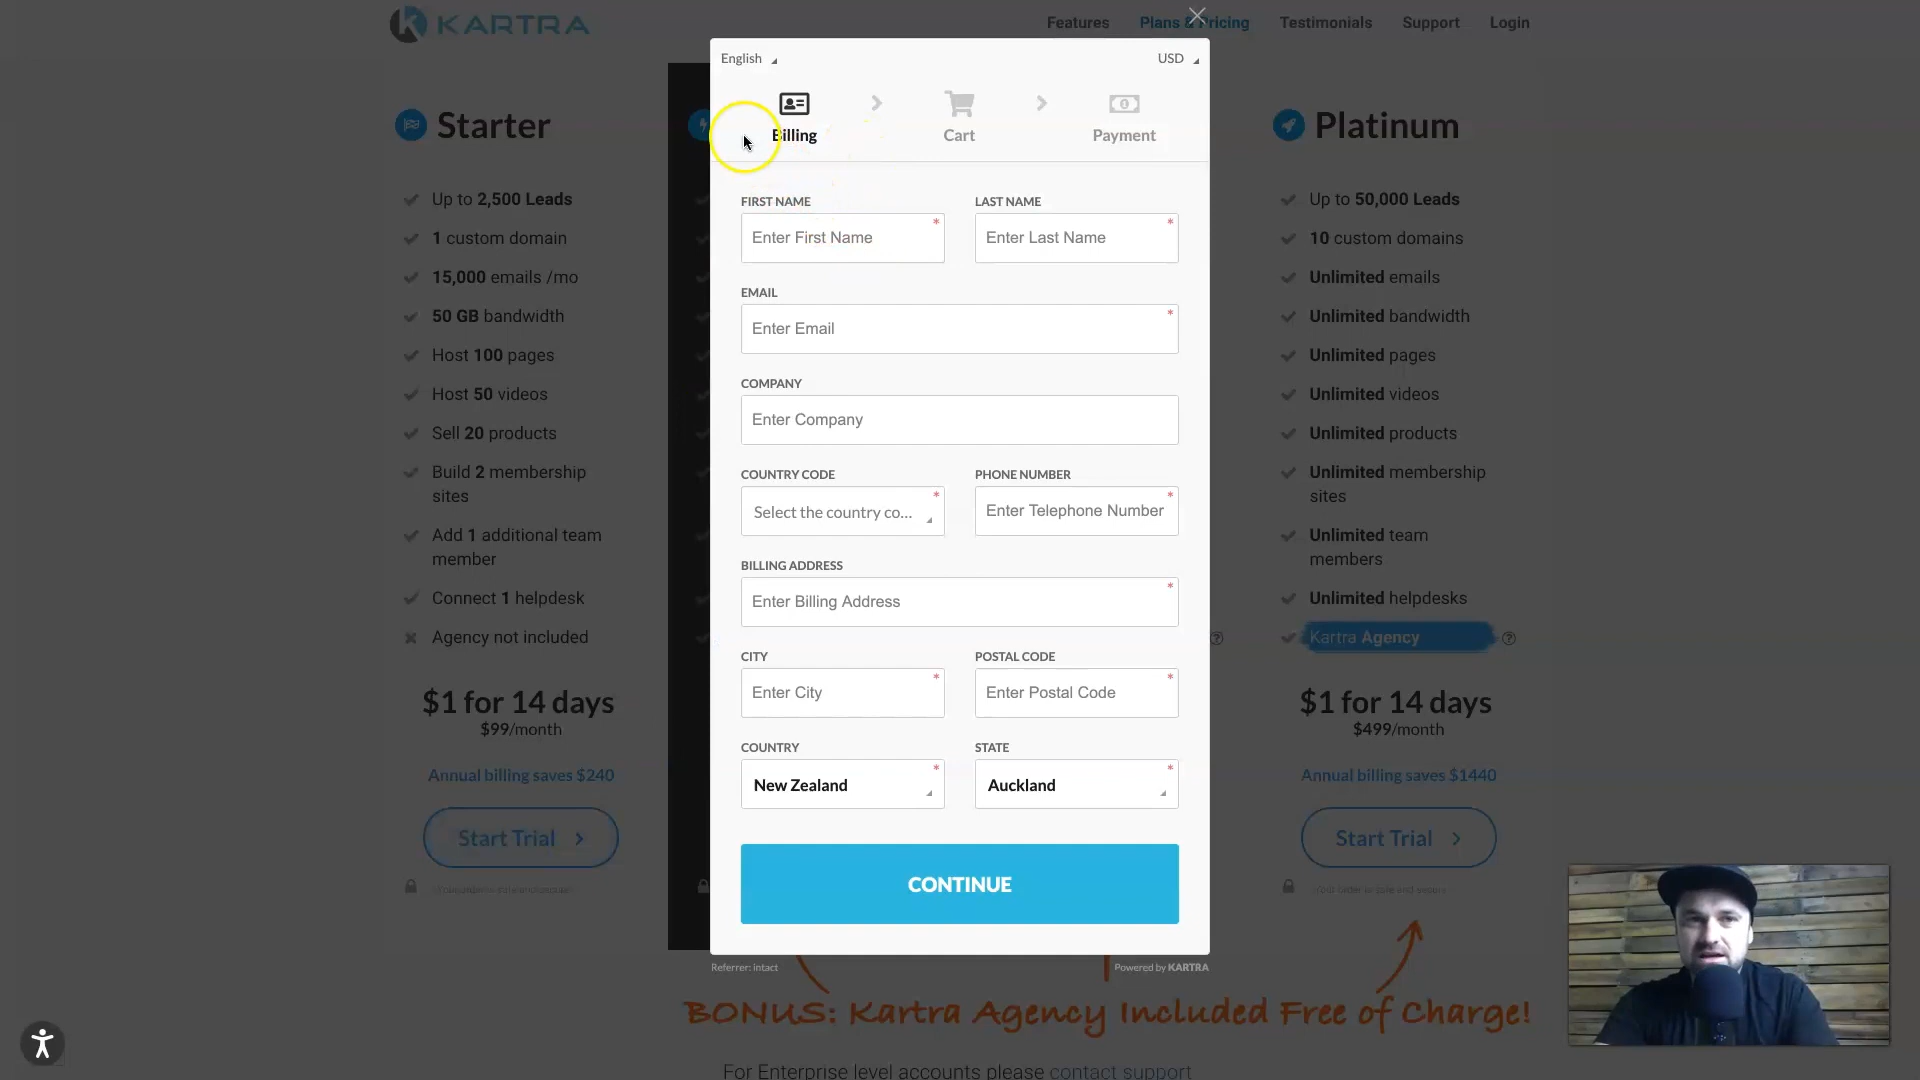 KARTRA
Features
Plans & Pricing
Testimonials
Support
Login
English
USD
Billing
Cart
Payment
FIRST NAME
Enter First Name
*
LAST NAME
Enter Last Name
*
EMAIL
Enter Email
*
COMPANY
Enter Company
COUNTRY CODE
Select the country co...
*
PHONE NUMBER
Enter Telephone Number
*
BILLING ADDRESS
Enter Billing Address
*
CITY
Enter City
*
POSTAL CODE
Enter Postal Code
*
COUNTRY
New Zealand
*
STATE
Auckland
*
CONTINUE
Referrer: intact
Powered by KARTRA
Starter
Up to 2,500 Leads
1 custom domain
15,000 emails /mo
50 GB bandwidth
Host 100 pages
Host 50 videos
Sell 20 products
Build 2 membership
sites
Add 1 additional team
member
Connect 1 helpdesk
Agency not included
$1 for 14 days
$99/month
Annual billing saves $240
Start Trial
Platinum
Up to 50,000 Leads
10 custom domains
Unlimited emails
Unlimited bandwidth
Unlimited pages
Unlimited videos
Unlimited products
Unlimited membership
sites
Unlimited team
members
Unlimited helpdesks
Kartra Agency
$1 for 14 days
$499/month
Annual billing saves $1440
Start Trial
Your order is safe and secure
BONUS: Kartra Agency Included Free of Charge!
For Enterprise level accounts please contact support